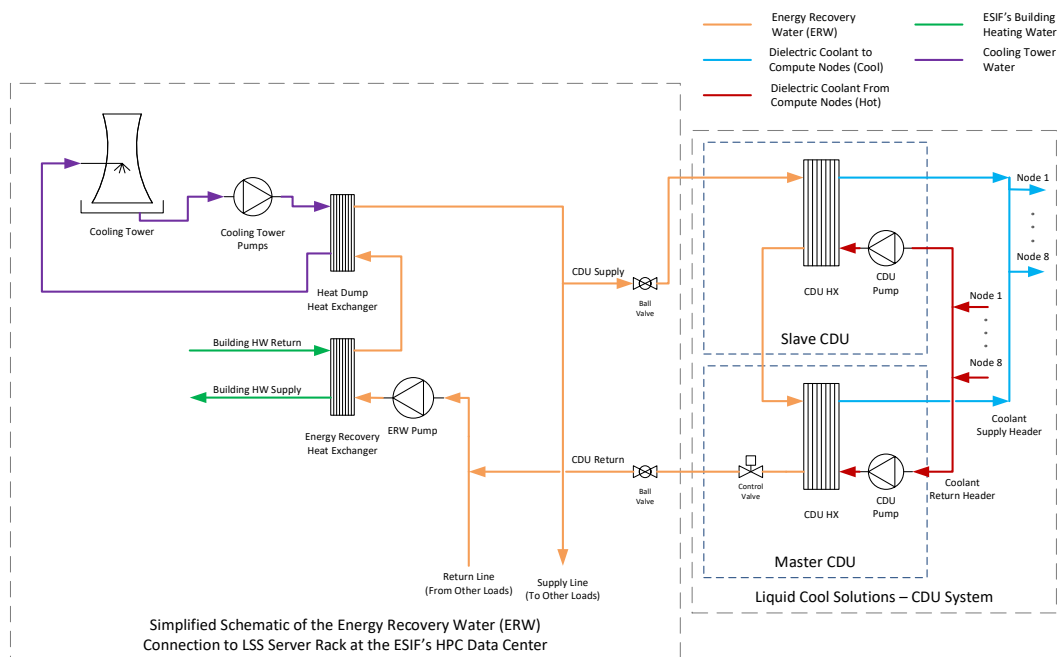 Energy Recovery
Water (ERW)
ESIF's Building
Heating Water
Dielectric Coolant to
Compute Nodes (Cool)
Cooling Tower
Water
Dielectric Coolant From
Compute Nodes (Hot)
Cooling Tower
Cooling Tower
Pumps
Heat Dump
Heat Exchanger
CDU Supply
Ball
Valve
Building HW Return
Building HW Supply
Energy Recovery
Heat Exchanger
ERW Pump
CDU Return
Ball
Valve
Return Line
(From Other Loads)
Supply Line
(To Other Loads)
Simplified Schematic of the Energy Recovery Water (ERW)
Connection to LSS Server Rack at the ESIF's HPC Data Center
Node 1
Node 8
CDU HX
CDU
Pump
Node 1
Slave CDU
Node 8
Coolant
Supply Header
Control
Valve
CDU HX
CDU
Pump
Coolant
Return Header
Master CDU
Liquid Cool Solutions – CDU System